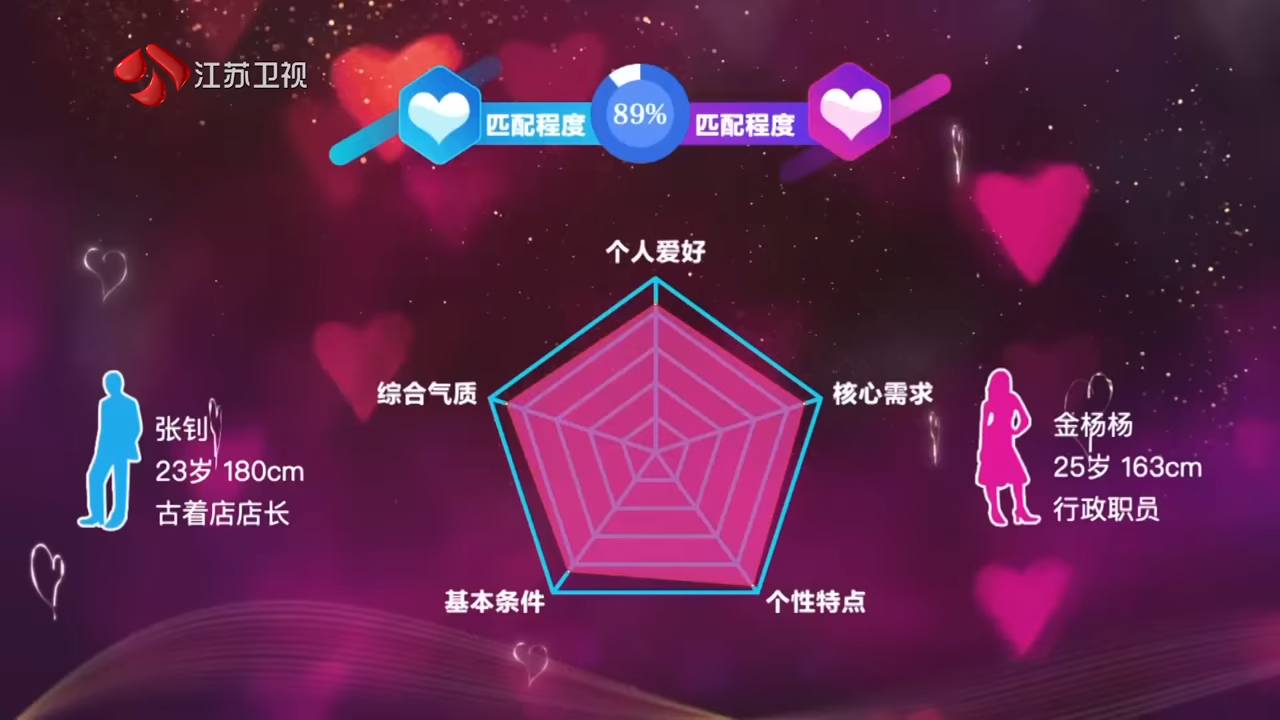 江苏卫视
匹配程度
89%
匹配程度
个人爱好
综合气质
核心需求
基本条件
个性特点
张钊
23岁 180cm
古着店店长
金杨杨
25岁 163cm
行政职员